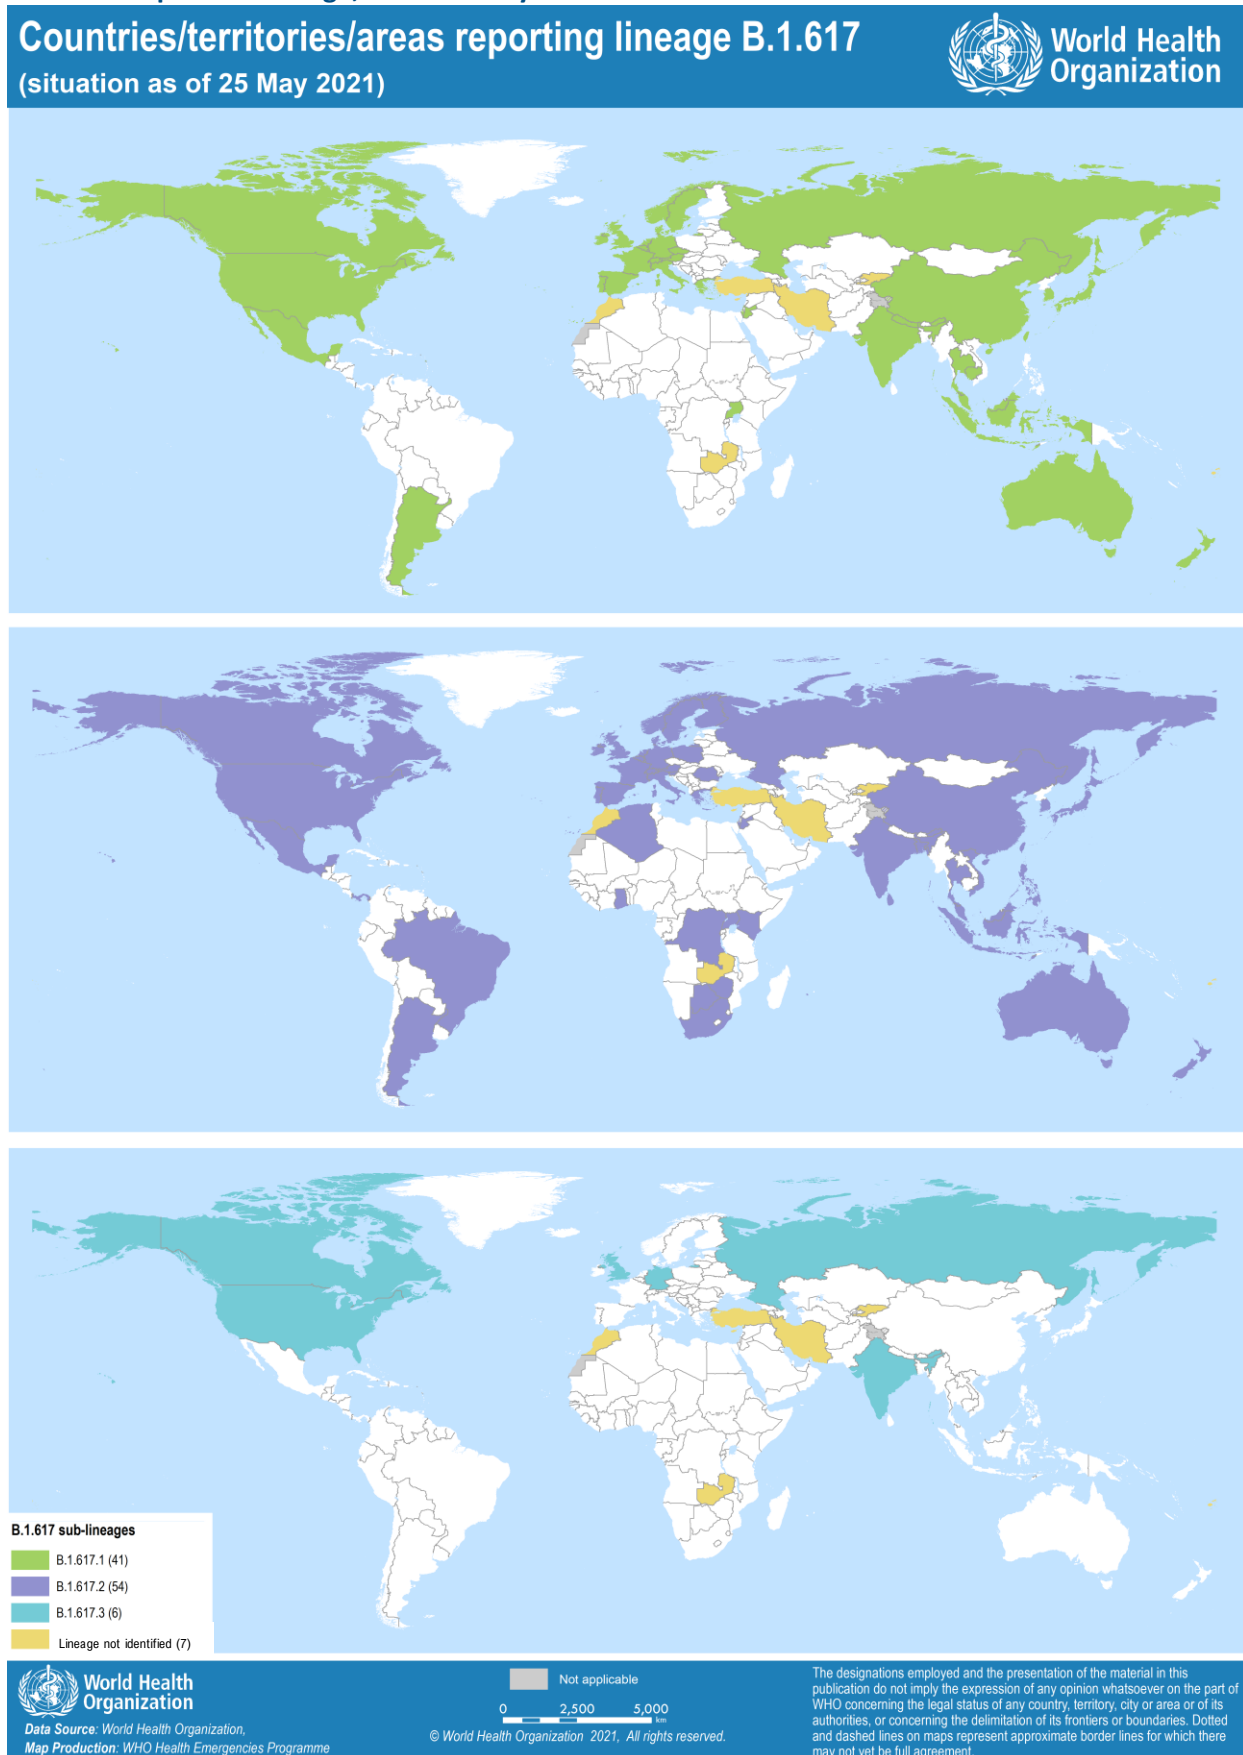 Countries/territories/areas reporting lineage B.1.617
(situation as of 25 May 2021)
World Health
Organization
B.1.617 sub-lineages
B.1.617.1 (41)
B.1.617.2 (54)
B.1.617.3 (6)
Lineage not identified (7)
World Health
Organization
Data Source: World Health Organization,
Map Production: WHO Health Emergencies Programme
Not applicable
0 2,500 5,000
km
© World Health Organization 2021, All rights reserved.
The designations employed and the presentation of the material in this
publication do not imply the expression of any opinion whatsoever on the part of
WHO concerning the legal status of any country, territory, city or area or of its
authorities, or concerning the delimitation of its frontiers or boundaries. Dotted
and dashed lines on maps represent approximate border lines for which there
may not yet be full agreement.